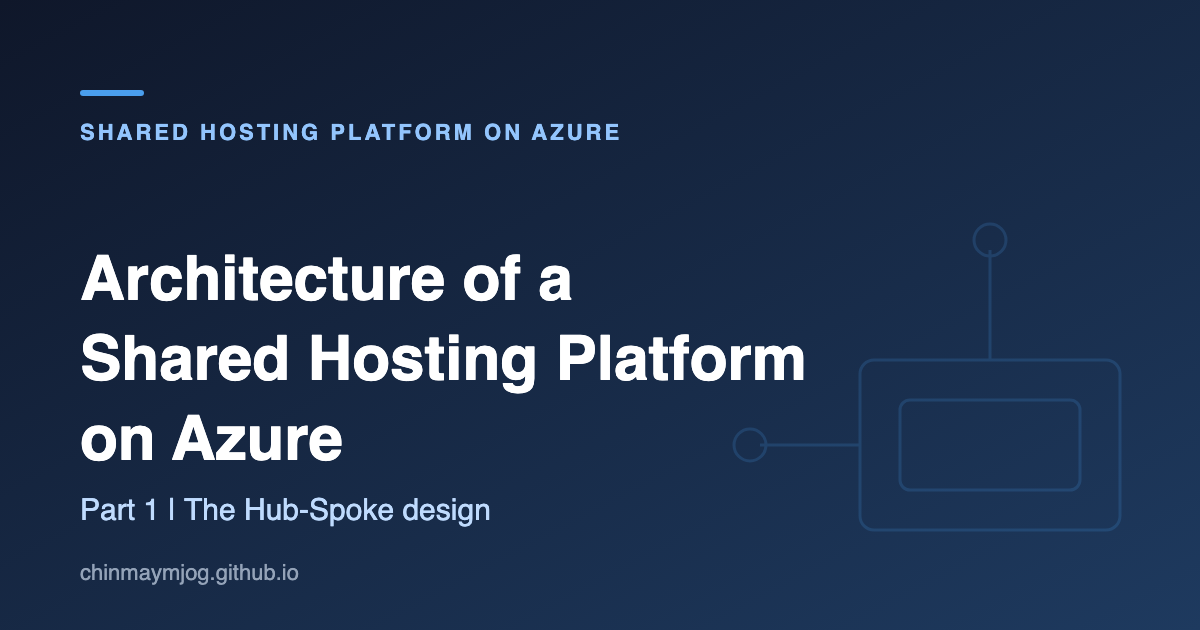 SHARED HOSTING PLATFORM ON AZURE
Architecture of a
Shared Hosting Platform
on Azure
Part 1 | The Hub-Spoke design
chinmaymjog.github.io